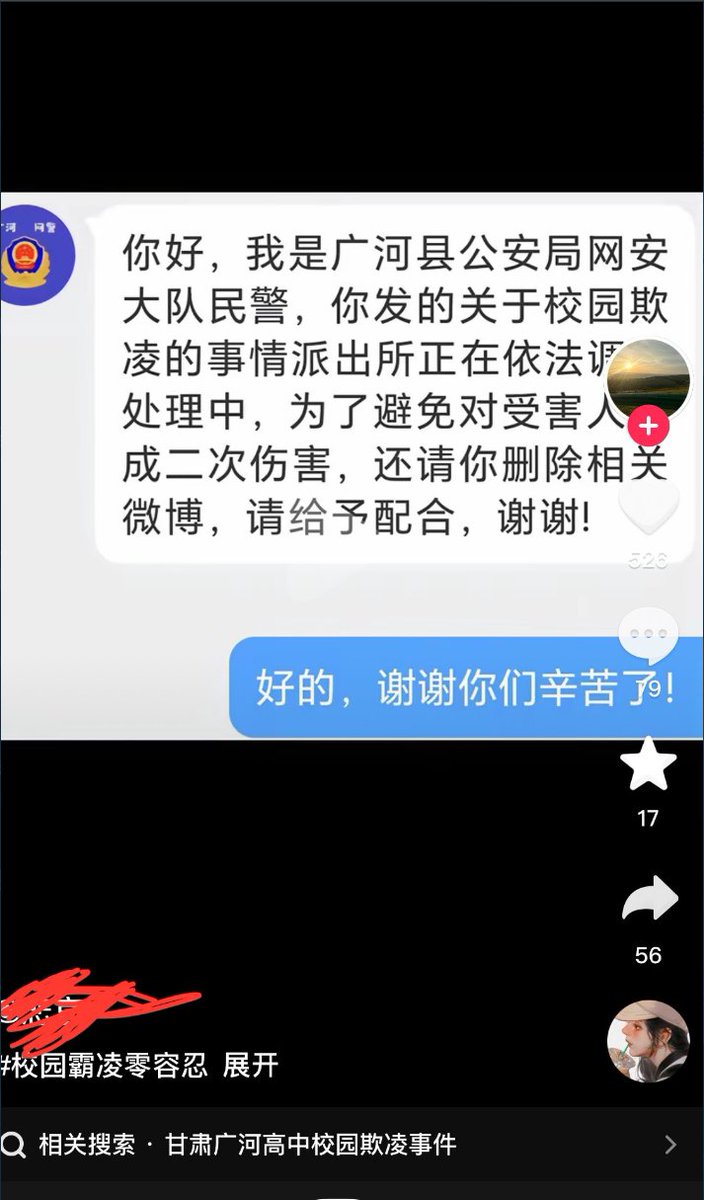 河 网警
你好，我是广河县公安局网安
大队民警，你发的关于校园欺
凌的事情派出所正在依法调
处理中，为了避免对受害人
成二次伤害，还请你删除相关
微博，请给予配合，谢谢!
526
好的，谢谢你们辛苦了!
79
17
56
#校园霸凌零容忍 展开
相关搜索 · 甘肃广河高中校园欺凌事件